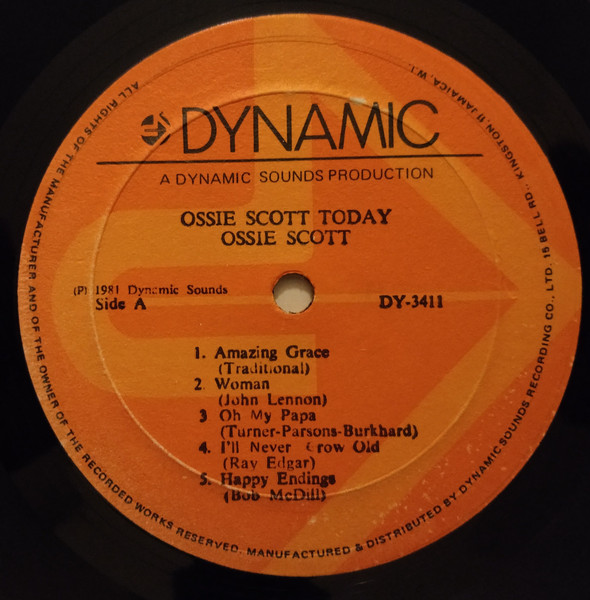 DYNAMIC
A DYNAMIC SOUNDS PRODUCTION
OSSIE SCOTT TODAY
OSSIE SCOTT
(P) 1981 Dynamic Sounds
Side A
DY-3411
1. Amazing Grace
(Traditional)
2 Woman
(John Lennon)
3 Oh My Papa
(Turner-Parsons-Burkhard)
4. I'll Never Grow Old
(Ray Edgar)
5. Happy Endings
(Bob McDill)
ALL RIGHTS OF THE MANUFACTURER AND OF THE OWNER OF THE RECORDED WORKS RESERVED. MANUFACTURED & DISTRIBUTED BY DYNAMIC SOUNDS RECORDING CO., LTD. 15 BELL RD., KINGSTON 11 JAMAICA, W.I.